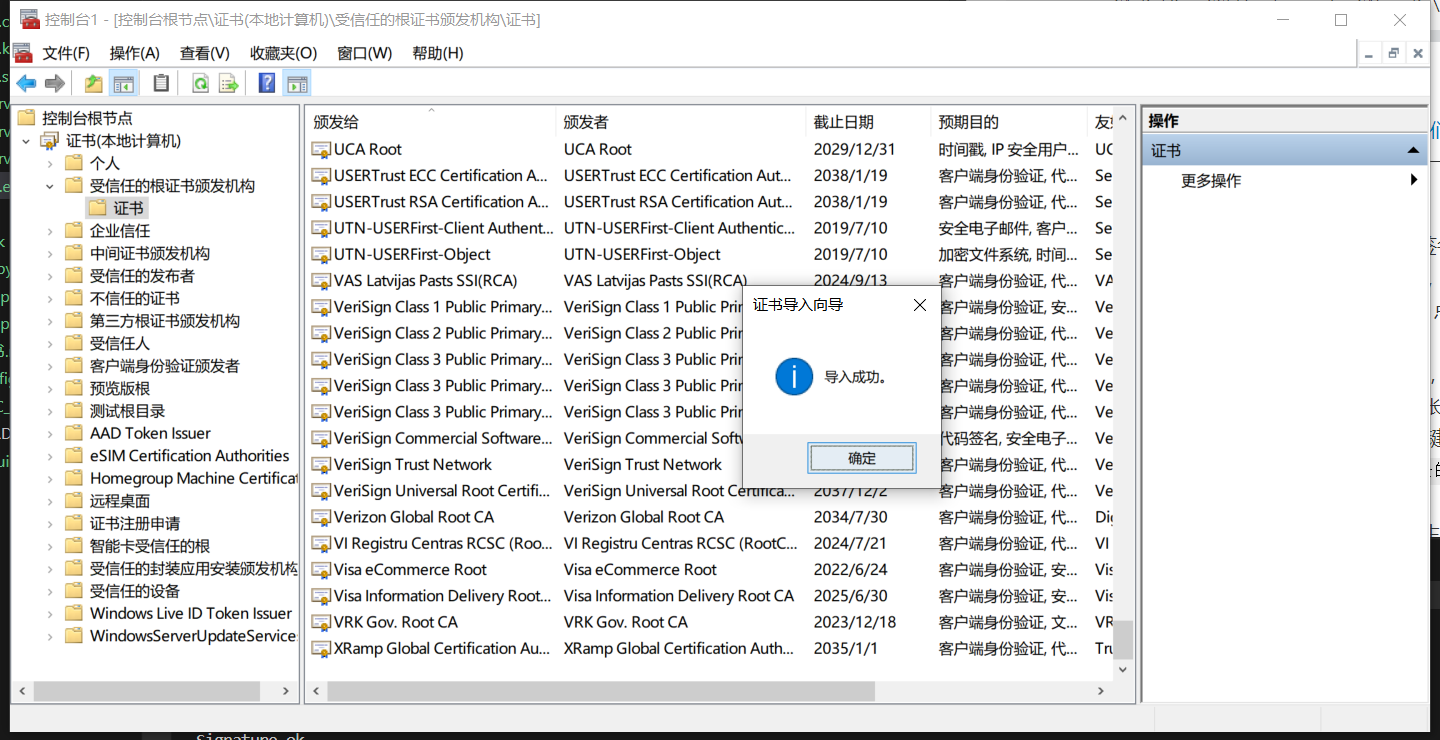 控制台1 - [控制台根节点\证书(本地计算机)\受信任的根证书颁发机构\证书]
文件(F) 操作(A) 查看(V) 收藏夹(O) 窗口(W) 帮助(H)
控制台根节点
证书(本地计算机)
个人
受信任的根证书颁发机构
证书
企业信任
中间证书颁发机构
受信任的发布者
不信任的证书
第三方根证书颁发机构
受信任人
客户端身份验证颁发者
预览版根
测试根目录
AAD Token Issuer
eSIM Certification Authorities
Homegroup Machine Certificat
远程桌面
证书注册申请
智能卡受信任的根
受信任的封装应用安装颁发机构
受信任的设备
Windows Live ID Token Issuer
WindowsServerUpdateService
颁发给 颁发者 截止日期 预期目的 友
UCA Root UCA Root 2029/12/31 时间戳, IP 安全用户... UC
USERTrust ECC Certification A... USERTrust ECC Certification Aut... 2038/1/19 客户端身份验证, 代... Se
USERTrust RSA Certification A... USERTrust RSA Certification Aut... 2038/1/19 客户端身份验证, 代... Se
UTN-USERFirst-Client Authent... UTN-USERFirst-Client Authentic... 2019/7/10 安全电子邮件, 客户... Se
UTN-USERFirst-Object UTN-USERFirst-Object 2019/7/10 加密文件系统, 时间... Se
VAS Latvijas Pasts SSI(RCA) VAS Latvijas Pasts SSI(RCA) 2024/9/13 客户端身份验证, 代... VA
VeriSign Class 1 Public Primary... VeriSign Class 1 Public Prir 客户端身份验证, 安... Ve
VeriSign Class 2 Public Primary... VeriSign Class 2 Public Prir 客户端身份验证, 代... Ve
VeriSign Class 3 Public Primary... VeriSign Class 3 Public Prir 客户端身份验证, 代... Ve
VeriSign Class 3 Public Primary... VeriSign Class 3 Public Prir 客户端身份验证, 代... Ve
VeriSign Class 3 Public Primary... VeriSign Class 3 Public Prir 客户端身份验证, 代... Ve
VeriSign Commercial Software... VeriSign Commercial Softw 代码签名, 安全电子... Ve
VeriSign Trust Network VeriSign Trust Network 客户端身份验证, 代... Ve
VeriSign Universal Root Certifi... VeriSign Universal Root Certifica... 2037/12/2 客户端身份验证, 代... Ve
Verizon Global Root CA Verizon Global Root CA 2034/7/30 客户端身份验证, 代... Di
VI Registru Centras RCSC (Roo... VI Registru Centras RCSC (RootC... 2024/7/21 客户端身份验证, 代... VI
Visa eCommerce Root Visa eCommerce Root 2022/6/24 客户端身份验证, 安... Vis
Visa Information Delivery Root... Visa Information Delivery Root CA 2025/6/30 客户端身份验证, 安... Vis
VRK Gov. Root CA VRK Gov. Root CA 2023/12/18 客户端身份验证, 文... VR
XRamp Global Certification Au... XRamp Global Certification Auth... 2035/1/1 客户端身份验证, 代... Tru
证书导入向导
导入成功。
确定
操作
证书
更多操作
Signature ok